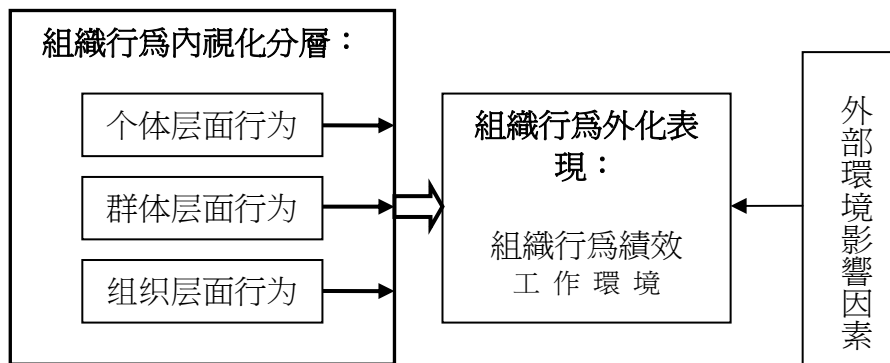 組織行爲內視化分層：
个体层面行为
群体层面行为
组织层面行为
組織行爲外化表
現：
組織行爲績效
工 作 環 境
外部環境影響因素